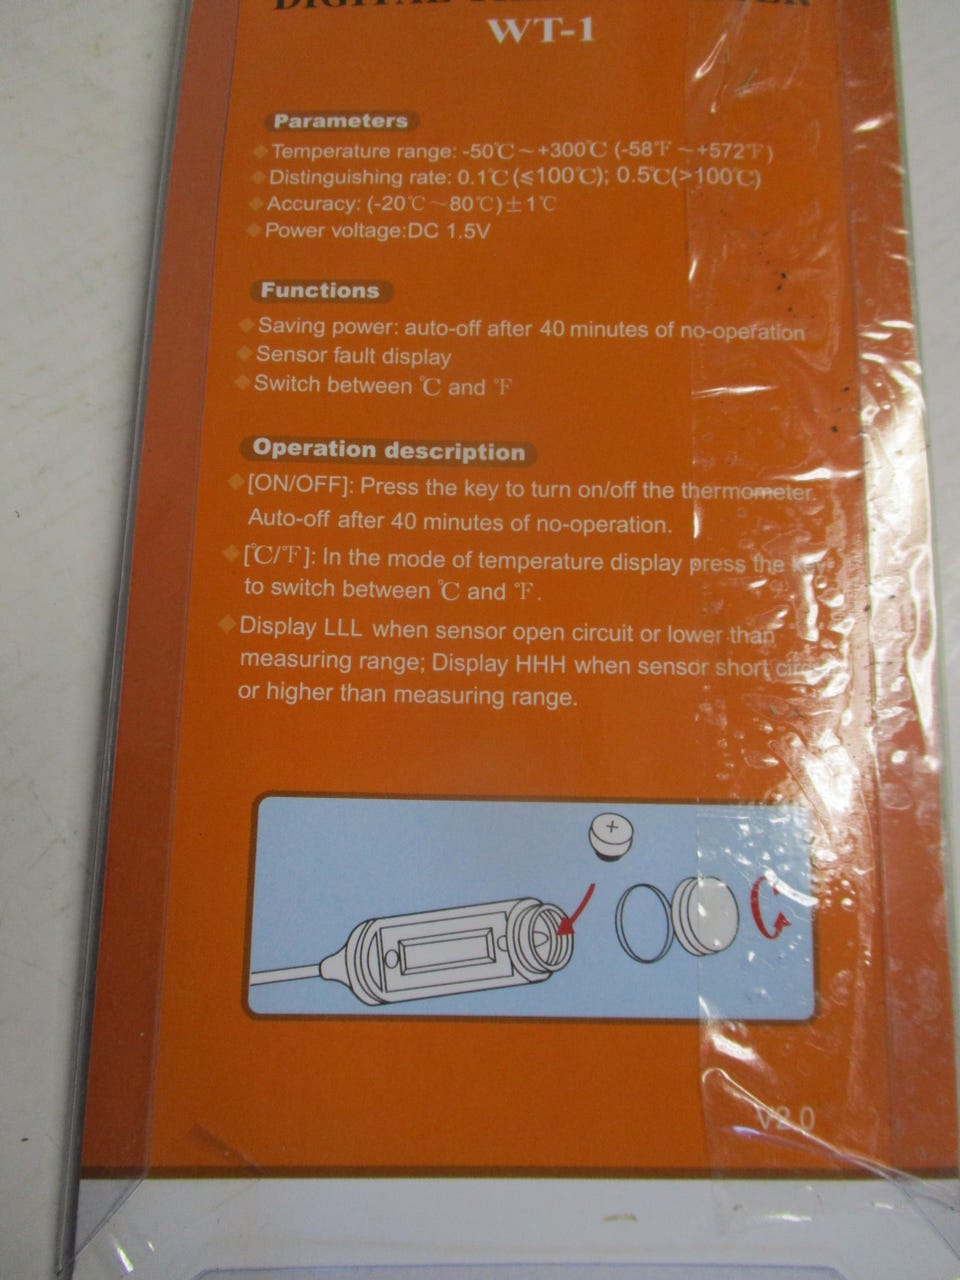 DIGITAL THERMOMETER
WT-1
Parameters
Temperature range: -50℃~+300℃ (-58℉ ~+572℉)
Distinguishing rate: 0.1℃(≤100℃); 0.5℃(>100℃)
Accuracy: (-20℃ ~80℃)±1℃
Power voltage:DC 1.5V
Functions
Saving power: auto-off after 40 minutes of no-operation
Sensor fault display
Switch between ℃ and ℉
Operation description
[ON/OFF]: Press the key to turn on/off the thermometer.
Auto-off after 40 minutes of no-operation.
[℃/℉]: In the mode of temperature display press the key
to switch between ℃ and ℉.
Display LLL when sensor open circuit or lower than
measuring range; Display HHH when sensor short
or higher than measuring range.
+
V2.0